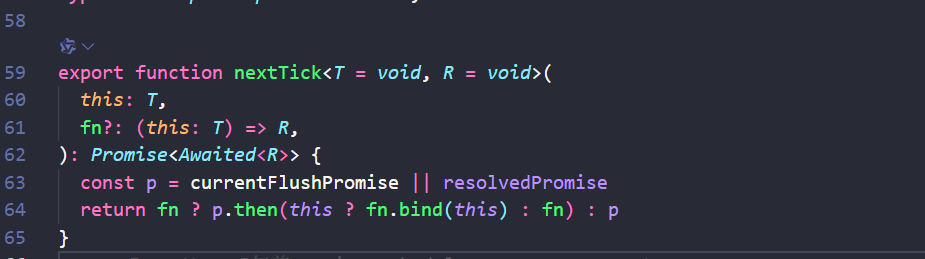 58
59 export function nextTick<T = void, R = void>(
60 this: T,
61 fn?: (this: T) => R,
62 ): Promise<Awaited<R>> {
63 const p = currentFlushPromise || resolvedPromise
64 return fn ? p.then(this ? fn.bind(this) : fn) : p
65 }